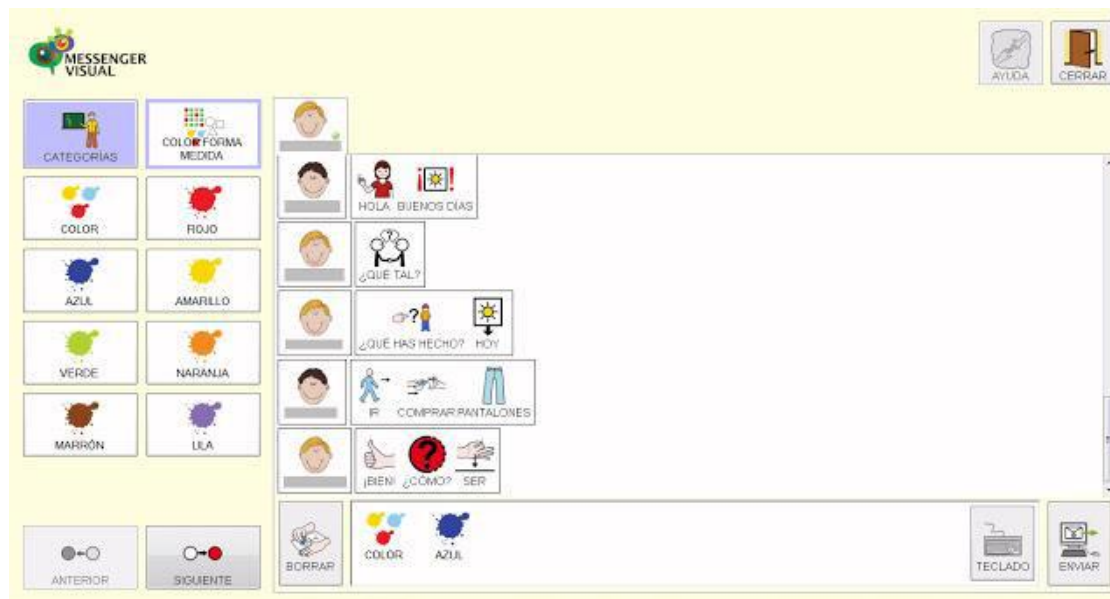 MESSENGER
VISUAL
AYUDA
CERRAR
CATEGORÍAS
COLOR FORMA
MEDIDA
COLOR
ROJO
AZUL
AMARILLO
VERDE
NARANJA
MARRÓN
LILA
ANTERIOR
SIGUIENTE
HOLA BUENOS DÍAS
¿QUÉ TAL?
¿QUÉ HAS HECHO? HOY
IR COMPRAR PANTALONES
¡BIEN! ¿CÓMO? SER
BORRAR
COLOR AZUL
TECLADO
ENVIAR